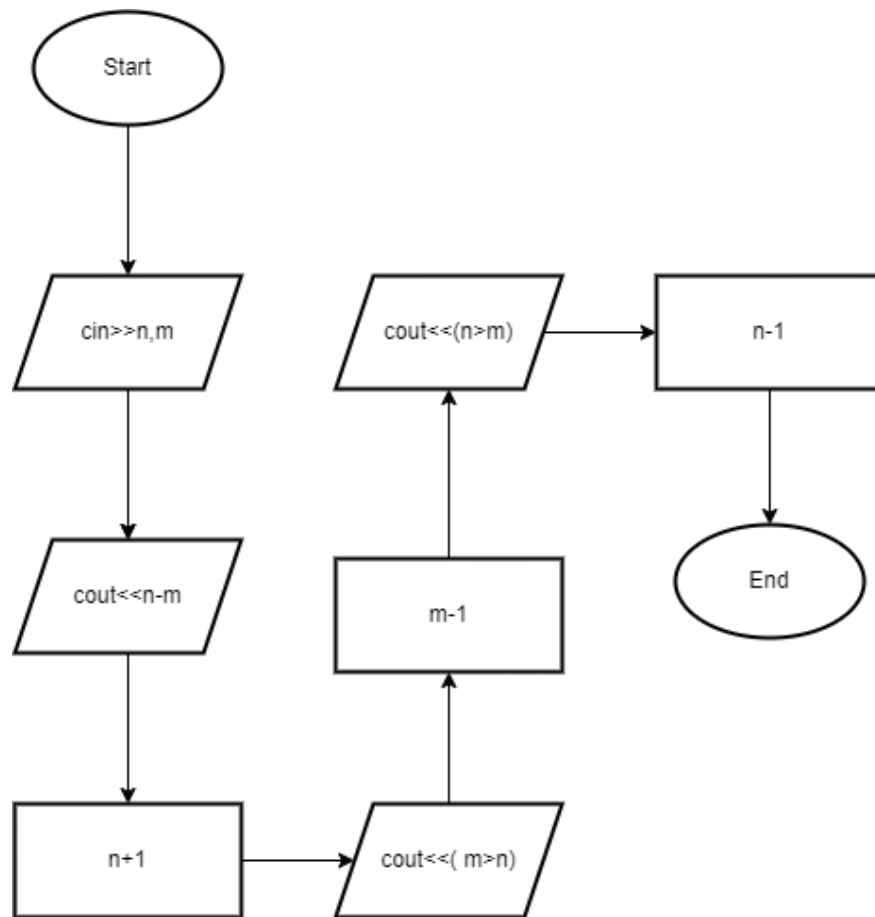 Start
cin>>n,m
cout<<n-m
n+1
cout<<( m>n)
m-1
cout<<(n>m)
n-1
End